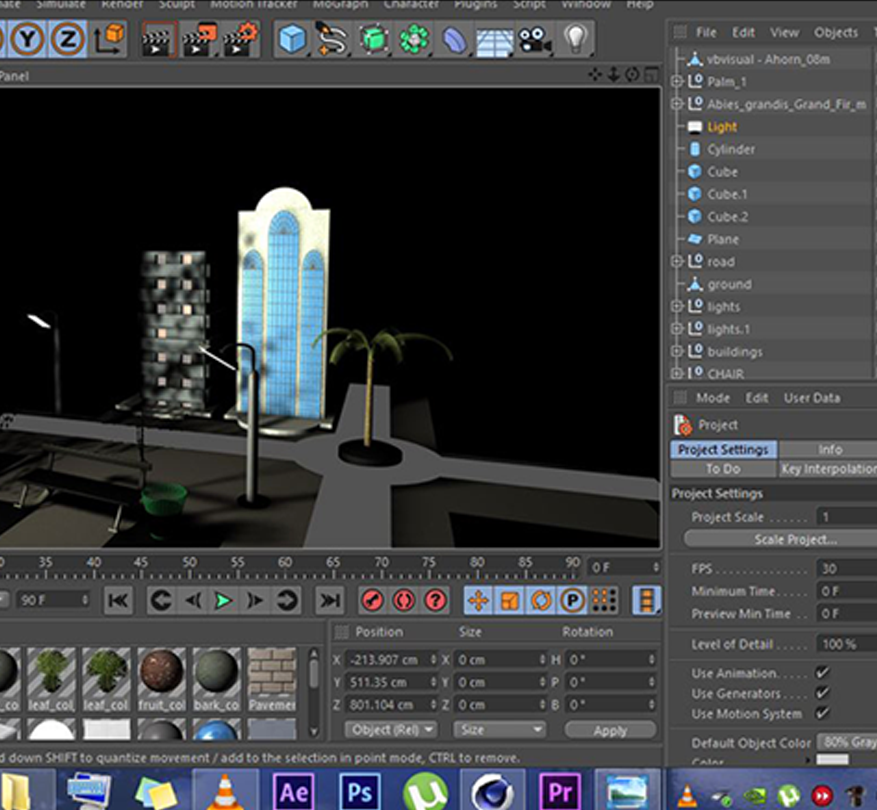 Simulate Render Sculpt Motion Tracker MoGraph Character Plugins Script Window Help
Y Z
Panel
File Edit View Objects
vbvisual - Ahorn_08m
Palm_1
Abies_grandis_Grand_Fir_m
Light
Cylinder
Cube
Cube.1
Cube.2
Plane
road
ground
lights
lights.1
buildings
CHAIR
Mode Edit User Data
Project
Project Settings Info
To Do Key Interpolation
Project Settings
Project Scale . . . . . . 1
Scale Project...
FPS 30
Minimum Time . . . 0 F
Preview Min Time . . 0 F
Level of Detail 100 %
Use Animation
Use Generators
Use Motion System
Default Object Color 80% Gray
Color
35 40 45 50 55 60 65 70 75 80 85 90 0 F
90 F
P
Position Size Rotation
X -213.907 cm X 0 cm H 0 °
Y 511.35 cm Y 0 cm P 0 °
Z 801.104 cm Z 0 cm B 0 °
Object (Rel) Size Apply
_co leaf_col leaf_col fruit_col bark_co Pavemen
d down SHIFT to quantize movement / add to the selection in point mode, CTRL to remove.
Ae Ps Pr